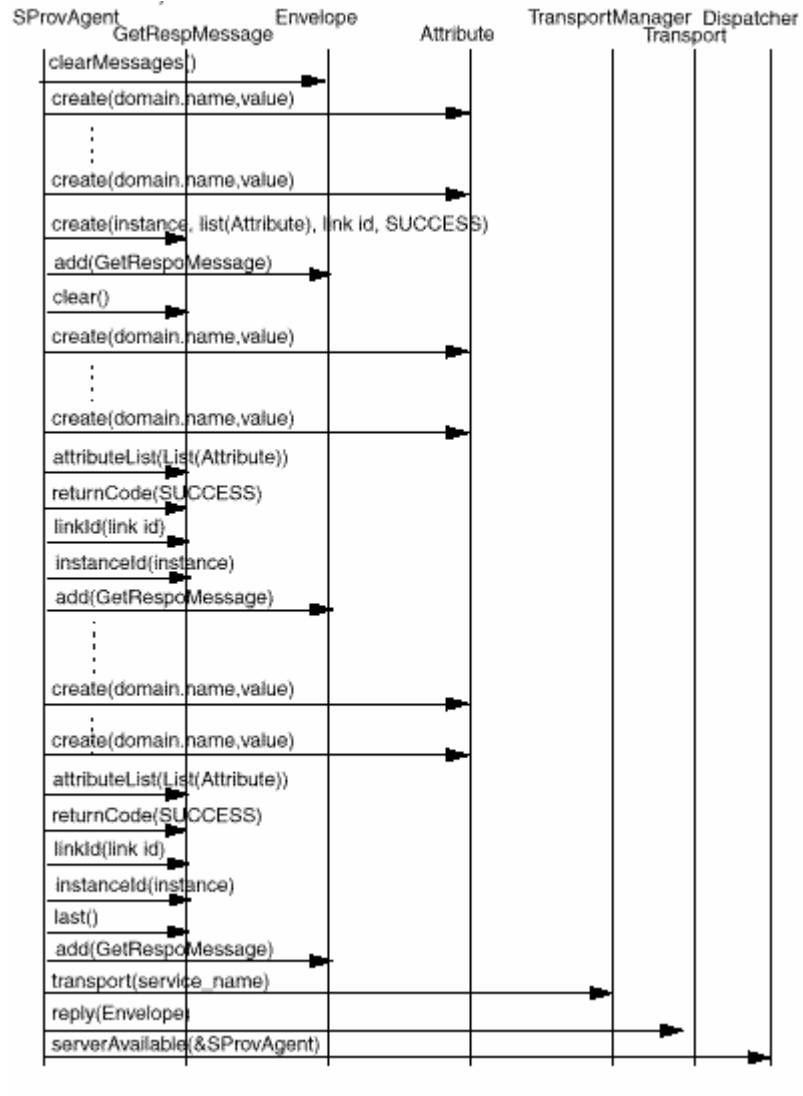 SProvAgent
Envelope
TransportManager
Dispatcher
GetRespMessage
Attribute
Transport
clearMessages()
create(domain.name,value)
create(domain.name,value)
create(instance, list(Attribute), link id, SUCCESS)
add(GetRespoMessage)
clear()
create(domain.name,value)
create(domain.name,value)
attributeList(List(Attribute))
returnCode(SUCCESS)
linkId(link id)
instanceId(instance)
add(GetRespoMessage)
create(domain.name,value)
create(domain.name,value)
attributeList(List(Attribute))
returnCode(SUCCESS)
linkId(link id)
instanceId(instance)
last()
add(GetRespoMessage)
transport(service_name)
reply(Envelope)
serverAvailable(&SProvAgent)